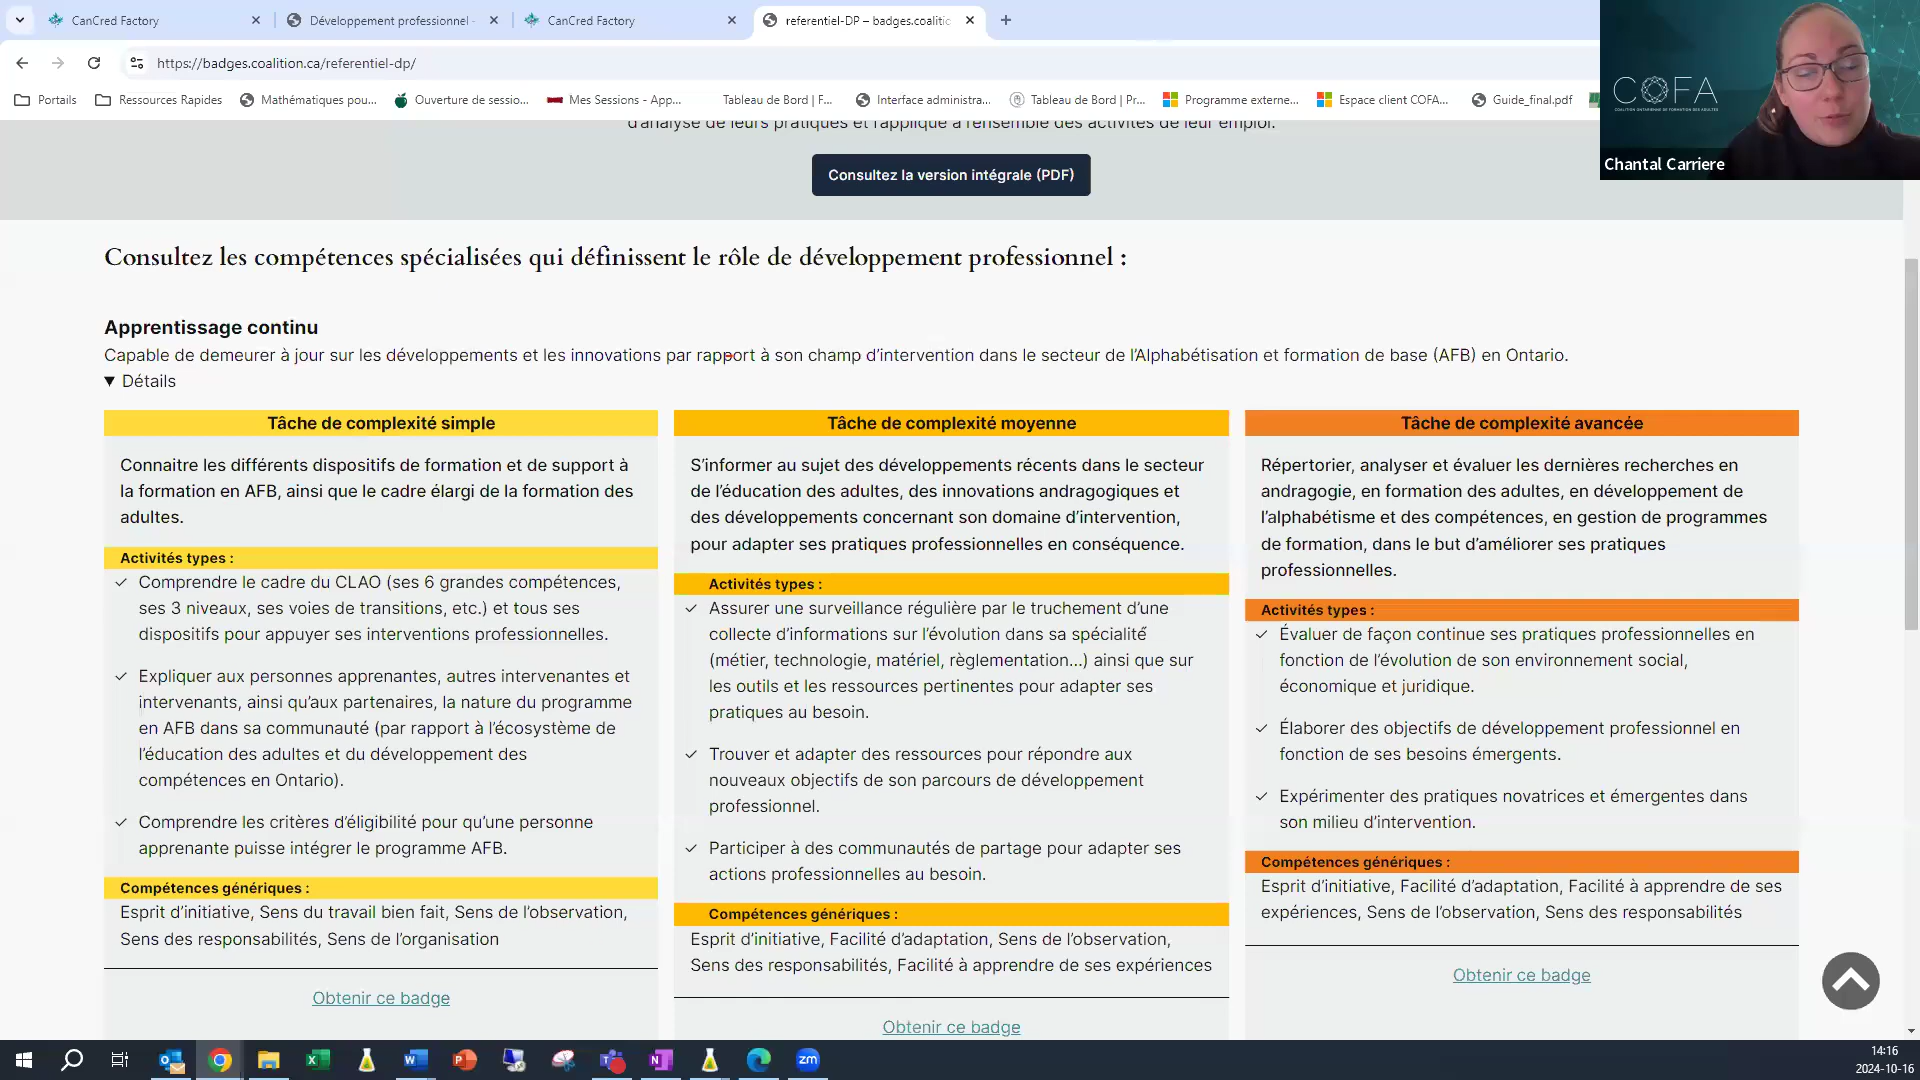 CanCred Factory
Développement professionnel -
CanCred Factory
referentiel-DP – badges.coalitio
https://badges.coalition.ca/referentiel-dp/
Portails
Ressources Rapides
Mathématiques pou...
Ouverture de sessio...
Mes Sessions - App...
Tableau de Bord | F...
Interface administra...
Tableau de Bord | Pr...
Programme externe...
Espace client COFA...
Guide_final.pdf
COFA
COALITION ONTARIENNE DE FORMATION DES ADULTES
Chantal Carriere
d'analyse de leurs pratiques et l'applique à l'ensemble des activités de leur emploi.
Consultez la version intégrale (PDF)
Consultez les compétences spécialisées qui définissent le rôle de développement professionnel :
Apprentissage continu
Capable de demeurer à jour sur les développements et les innovations par rapport à son champ d'intervention dans le secteur de l'Alphabétisation et formation de base (AFB) en Ontario.
▼ Détails
Tâche de complexité simple
Connaitre les différents dispositifs de formation et de support à
la formation en AFB, ainsi que le cadre élargi de la formation des
adultes.
Activités types :
Comprendre le cadre du CLAO (ses 6 grandes compétences,
ses 3 niveaux, ses voies de transitions, etc.) et tous ses
dispositifs pour appuyer ses interventions professionnelles.
Expliquer aux personnes apprenantes, autres intervenantes et
intervenants, ainsi qu'aux partenaires, la nature du programme
en AFB dans sa communauté (par rapport à l'écosystème de
l'éducation des adultes et du développement des
compétences en Ontario).
Comprendre les critères d'éligibilité pour qu'une personne
apprenante puisse intégrer le programme AFB.
Compétences génériques :
Esprit d'initiative, Sens du travail bien fait, Sens de l'observation,
Sens des responsabilités, Sens de l'organisation
Obtenir ce badge
Tâche de complexité moyenne
S'informer au sujet des développements récents dans le secteur
de l'éducation des adultes, des innovations andragogiques et
des développements concernant son domaine d'intervention,
pour adapter ses pratiques professionnelles en conséquence.
Activités types :
Assurer une surveillance régulière par le truchement d'une
collecte d'informations sur l'évolution dans sa spécialité
(métier, technologie, matériel, règlementation...) ainsi que sur
les outils et les ressources pertinentes pour adapter ses
pratiques au besoin.
Trouver et adapter des ressources pour répondre aux
nouveaux objectifs de son parcours de développement
professionnel.
Participer à des communautés de partage pour adapter ses
actions professionnelles au besoin.
Compétences génériques :
Esprit d'initiative, Facilité d'adaptation, Sens de l'observation,
Sens des responsabilités, Facilité à apprendre de ses expériences
Obtenir ce badge
Tâche de complexité avancée
Répertorier, analyser et évaluer les dernières recherches en
andragogie, en formation des adultes, en développement de
l'alphabétisme et des compétences, en gestion de programmes
de formation, dans le but d'améliorer ses pratiques
professionnelles.
Activités types :
Évaluer de façon continue ses pratiques professionnelles en
fonction de l'évolution de son environnement social,
économique et juridique.
Élaborer des objectifs de développement professionnel en
fonction de ses besoins émergents.
Expérimenter des pratiques novatrices et émergentes dans
son milieu d'intervention.
Compétences génériques :
Esprit d'initiative, Facilité d'adaptation, Facilité à apprendre de ses
expériences, Sens de l'observation, Sens des responsabilités
Obtenir ce badge
zm
14:16
2024-10-16